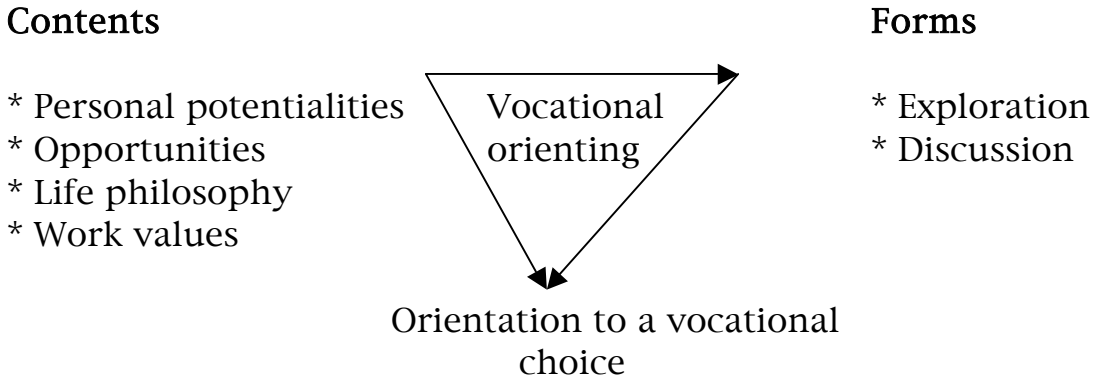 Contents
* Personal potentialities
* Opportunities
* Life philosophy
* Work values
Vocational
orienting
Forms
* Exploration
* Discussion
Orientation to a vocational
choice